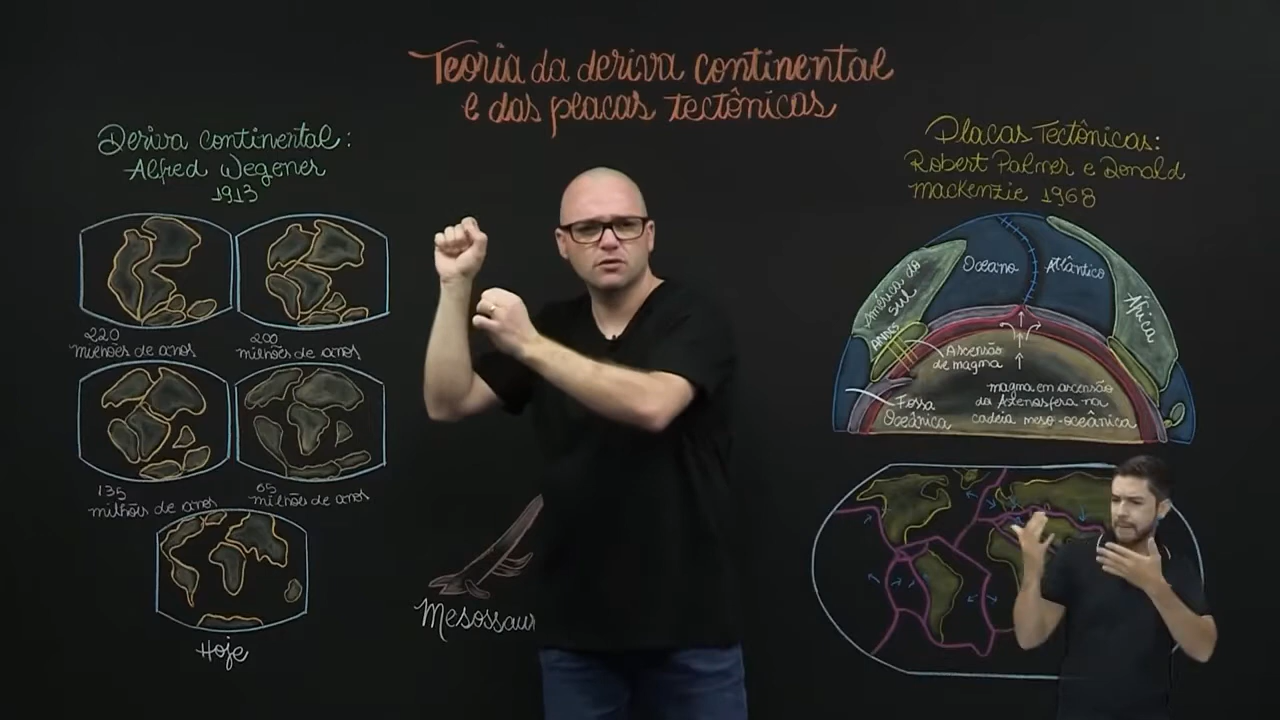 Teoria da deriva continental
e das placas tectônicas
Deriva continental:
Alfred Wegener
1913
220
milhões de anos
200
milhões de anos
135
milhões de anos
65
milhões de anos
Hoje
Mesossaur
Placas Tectônicas:
Robert Palmer e Donald
Mackenzie 1968
América do
Sul
Oceano
Atlântico
África
ANDES
Ascensão
de magma
Fossa
Oceânica
magma em ascensão
da Astenosfera na
cadeia meso-oceânica